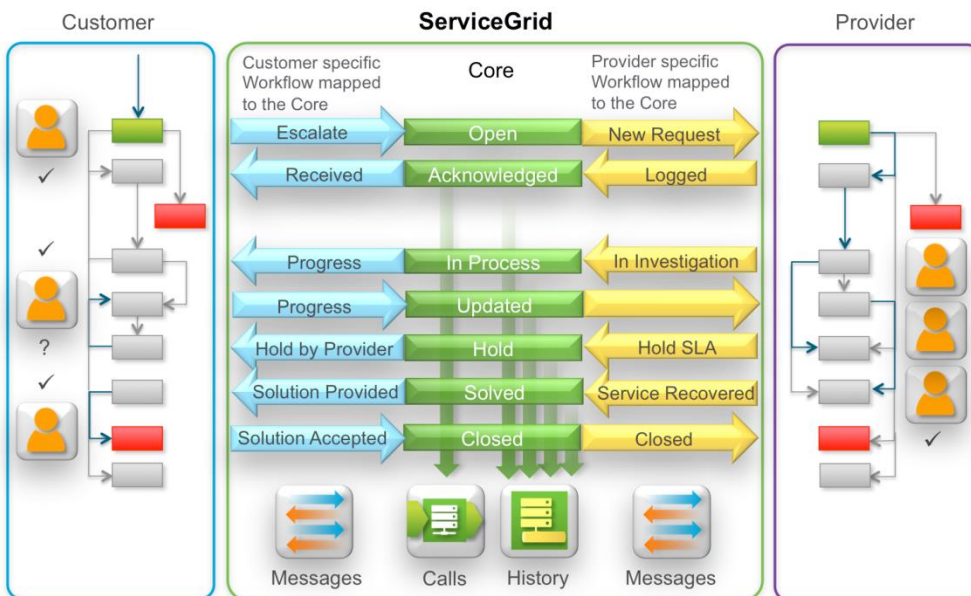 Customer
ServiceGrid
Provider
Customer specific
Workflow mapped
to the Core
Core
Provider specific
Workflow mapped
to the Core
Escalate
Open
New Request
Received
Acknowledged
Logged
Progress
In Process
In Investigation
Progress
Updated
Hold by Provider
Hold
Hold SLA
Solution Provided
Solved
Service Recovered
Solution Accepted
Closed
Closed
✓
✓
?
✓
✓
Messages
Calls
History
Messages